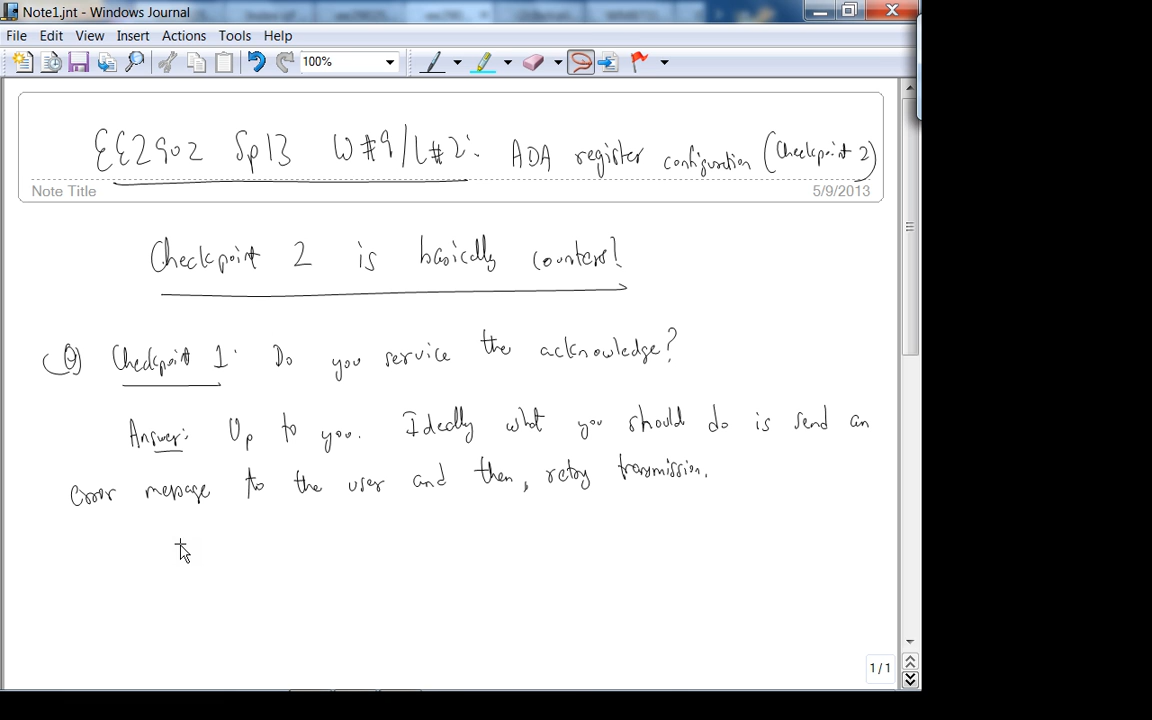 Note1.jnt - Windows Journal
File Edit View Insert Actions Tools Help
100%
EE2902 Sp13 W#9/L#2: ADA register configuration (Checkpoint 2)
Note Title
5/9/2013
Checkpoint 2 is basically counters!
Q) Checkpoint 1: Do you service the acknowledge?
Answer: Up to you. Ideally what you should do is send an
error message to the user and then, retry transmission.
1/1